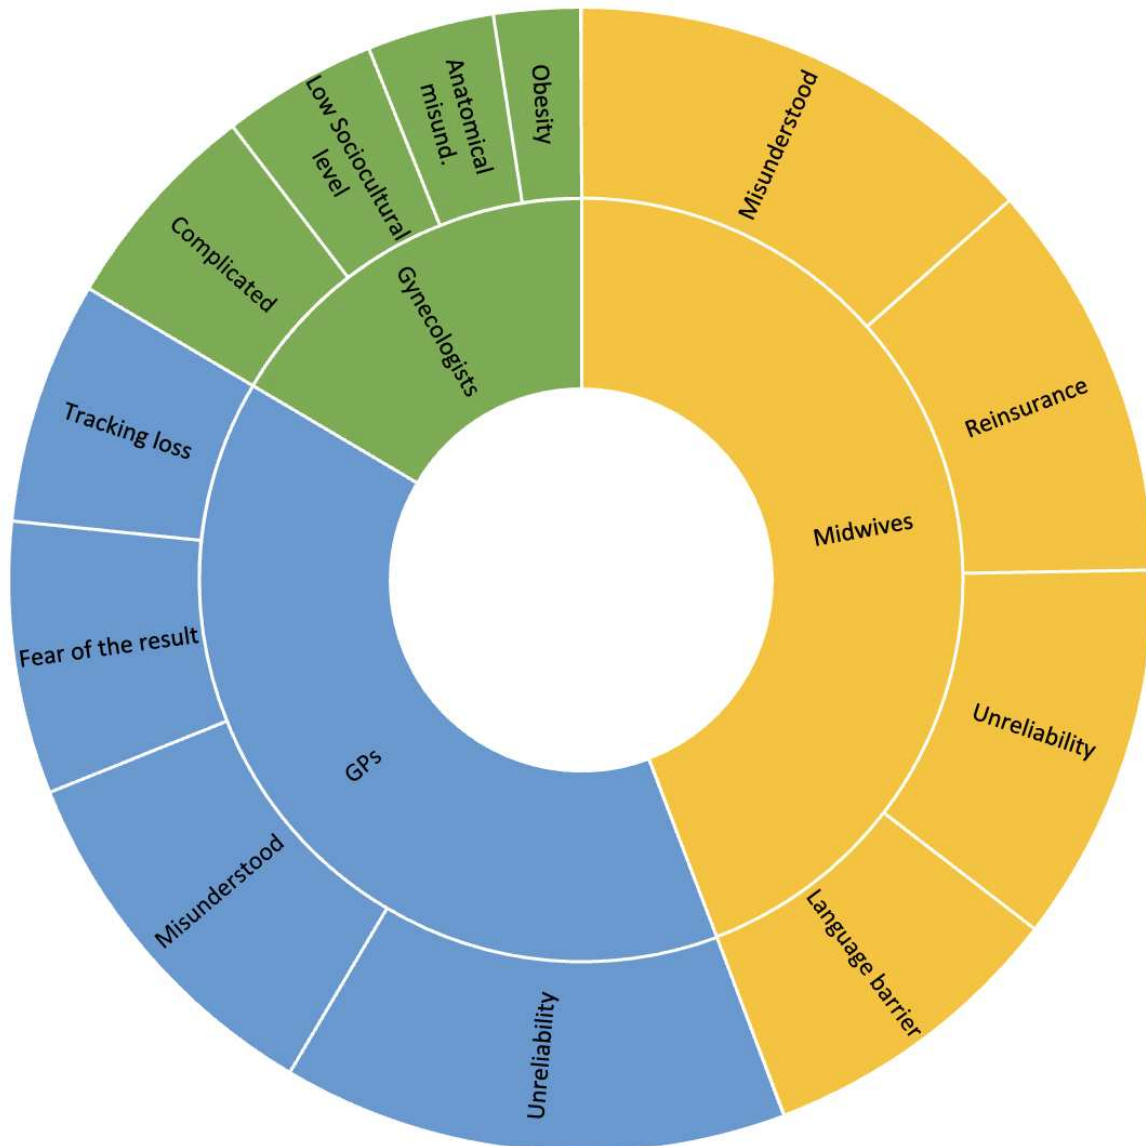 Obesity
Anatomical
misund.
Low Sociocultural
level
Complicated
Gynecologists
Misunderstood
Reinsurance
Midwives
Unreliability
Language barrier
Tracking loss
Fear of the result
GPs
Misunderstood
Unreliability